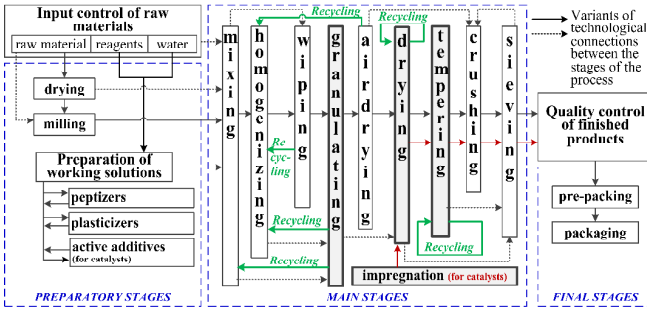 Input control of raw
materials
raw material
reagents
water
drying
milling
Preparation of
working solutions
peptizers
plasticizers
active additives
(for catalysts)
PREPARATORY STAGES
mixing
homogenizing
wiping
granulating
airdrying
drying
tempering
crushing
sieving
Recycling
Recycling
Re
cyc-
ling
Recycling
Recycling
Recycling
impregnation (for catalysts)
MAIN STAGES
Variants of
technological
connections
between the
stages of the
process
Quality control
of finished
products
pre-packing
packaging
FINAL STAGES